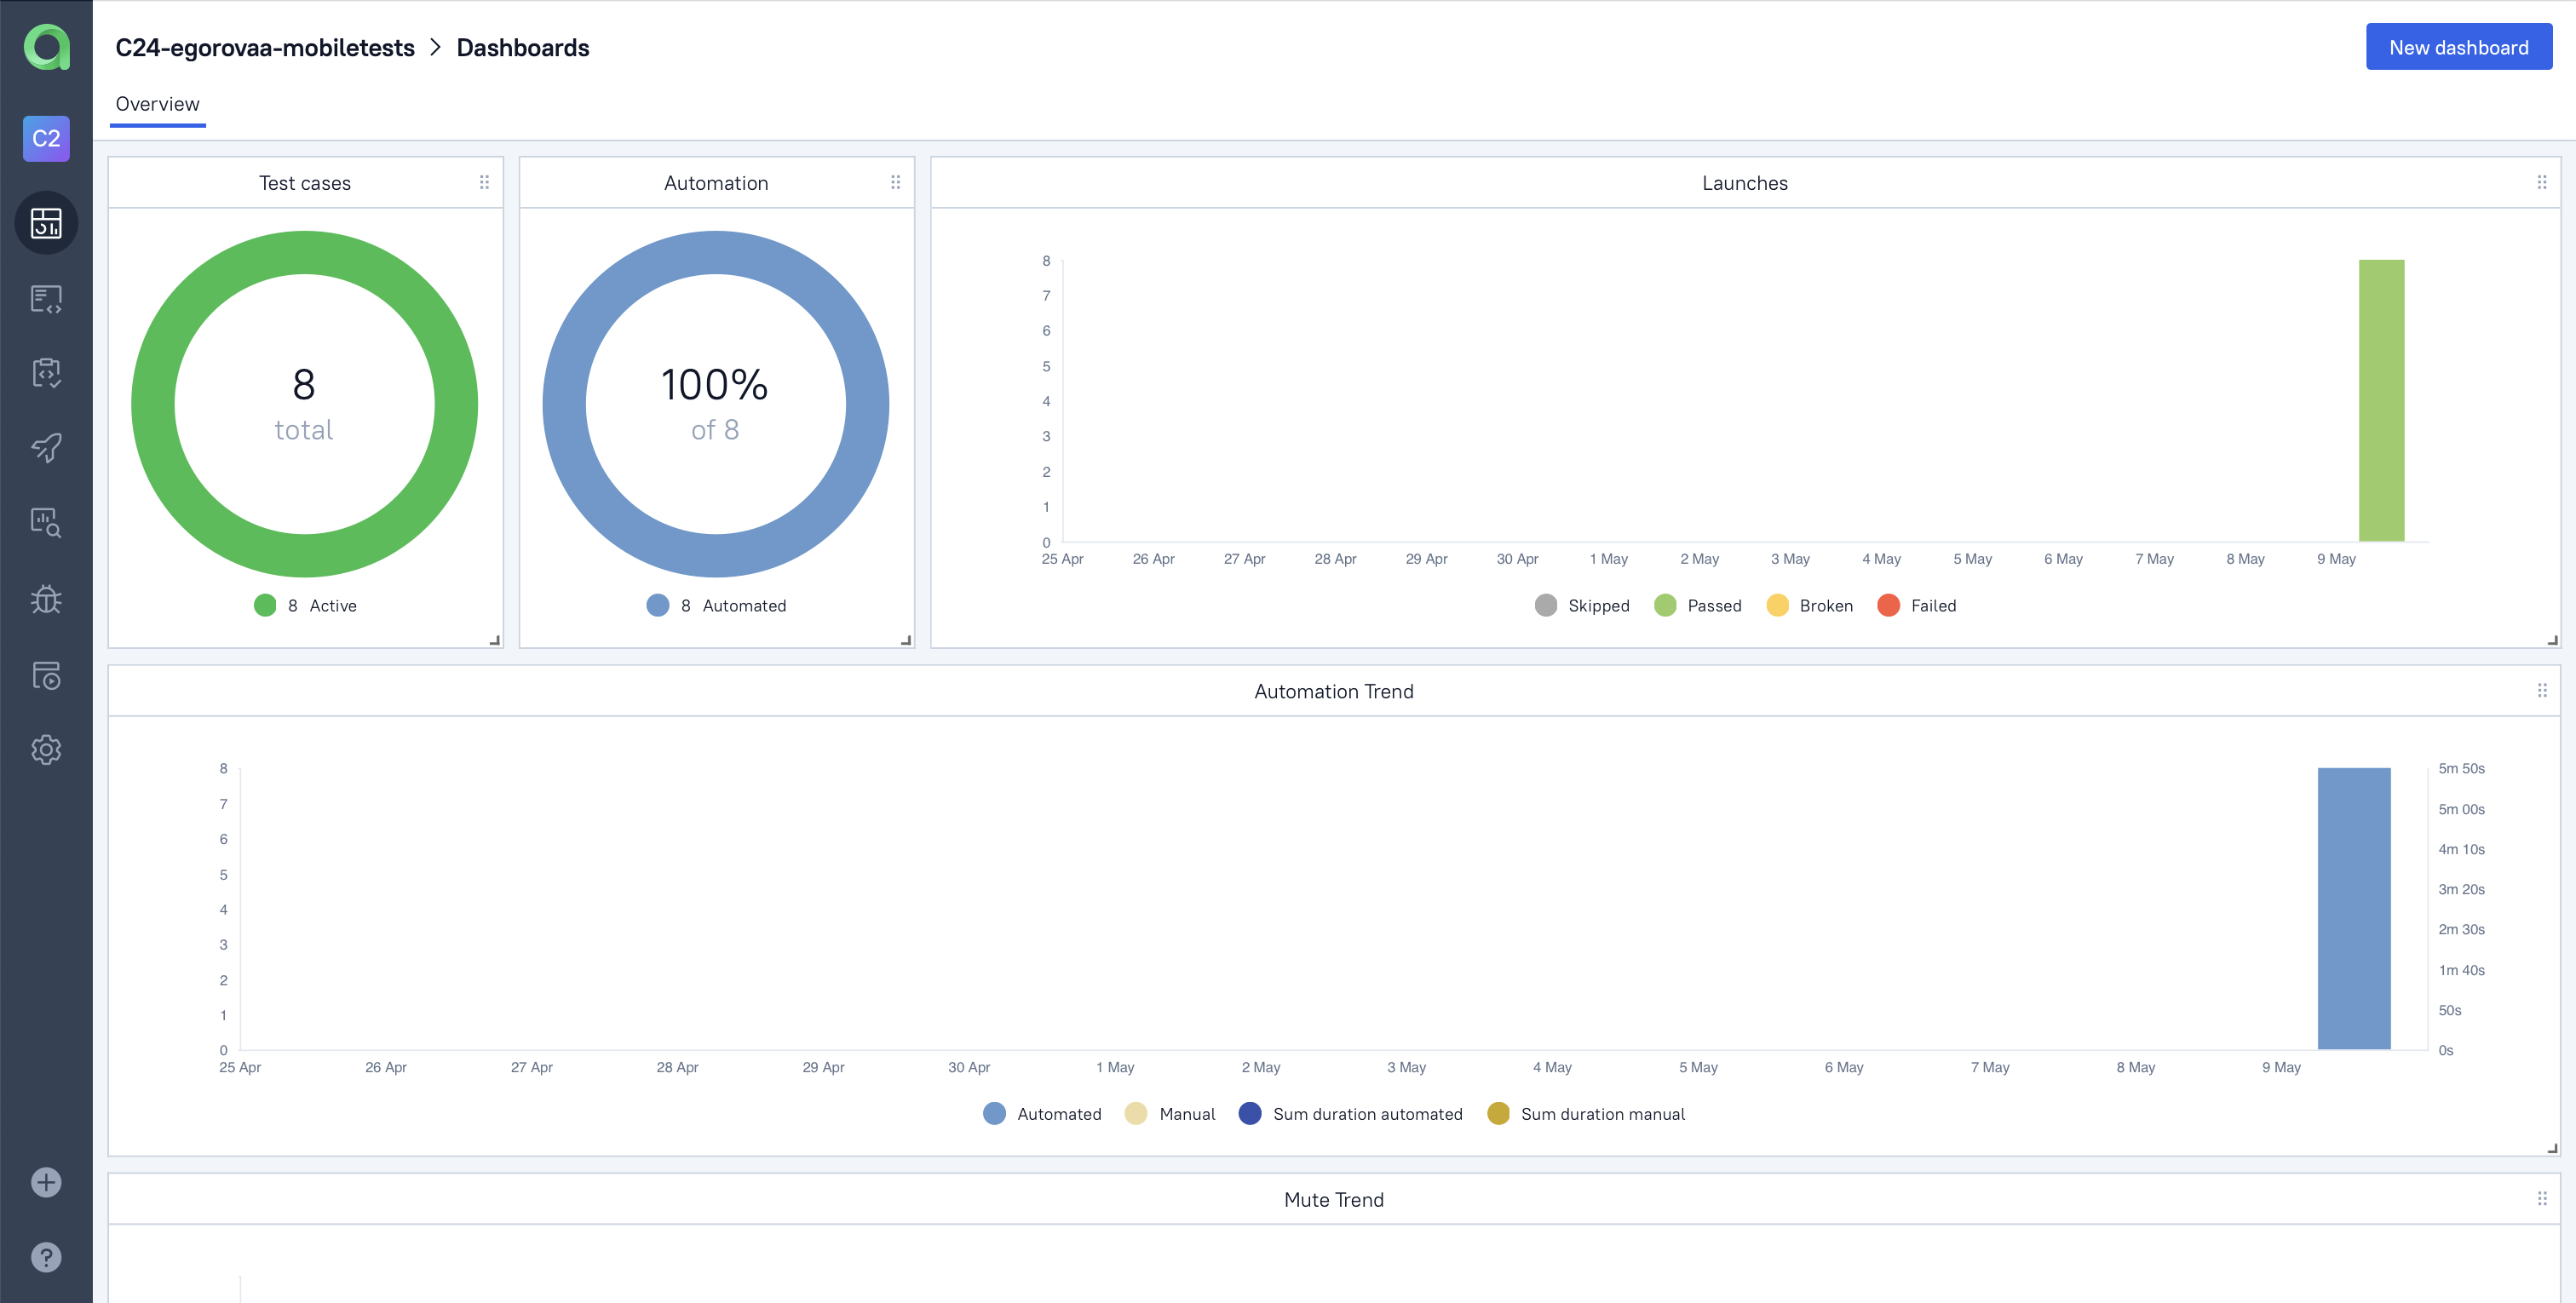 C24-egorovaa-mobiletests > Dashboards
New dashboard
Overview
C2
Test cases
8
total
8 Active
Automation
100%
of 8
8 Automated
Launches
8
7
6
5
4
3
2
1
0
25 Apr 26 Apr 27 Apr 28 Apr 29 Apr 30 Apr 1 May 2 May 3 May 4 May 5 May 6 May 7 May 8 May 9 May
Skipped Passed Broken Failed
Automation Trend
8
7
6
5
4
3
2
1
0
5m 50s
5m 00s
4m 10s
3m 20s
2m 30s
1m 40s
50s
0s
25 Apr 26 Apr 27 Apr 28 Apr 29 Apr 30 Apr 1 May 2 May 3 May 4 May 5 May 6 May 7 May 8 May 9 May
Automated Manual Sum duration automated Sum duration manual
Mute Trend